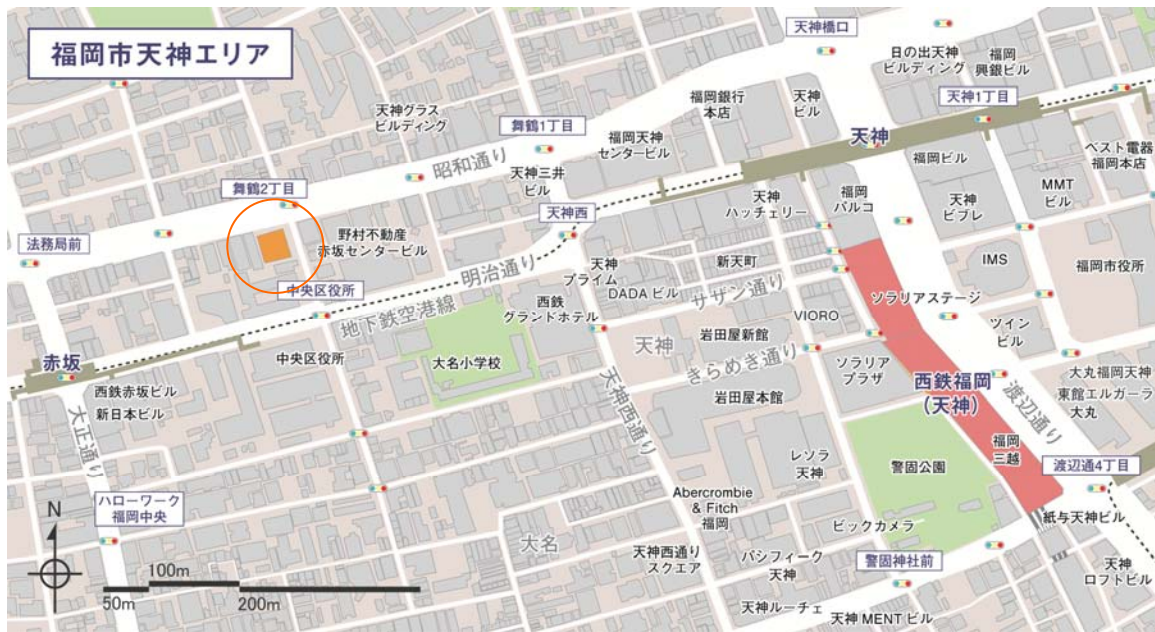 福岡市天神エリア
天神橋口
日の出天神
ビルディング
福岡
興銀ビル
天神グラス
ビルディング
舞鶴1丁目
福岡銀行
本店
天神
ビル
天神1丁目
昭和通り
福岡天神
センタービル
天神
福岡ビル
ベスト電器
福岡本店
舞鶴2丁目
天神三井
ビル
天神
ハッチェリー
福岡
パルコ
天神
ビブレ
MMT
ビル
法務局前
野村不動産
赤坂センタービル
天神西
明治通り
天神
プライム
新天町
IMS
福岡市役所
中央区役所
DADAビル
サザン通り
ソラリアステージ
地下鉄空港線
西鉄
グランドホテル
VIORO
ツイン
ビル
赤坂
中央区役所
大名小学校
天神
岩田屋新館
きらめき通り
ソラリア
プラザ
西鉄福岡
(天神)
渡辺通り
大丸福岡天神
東館エルガーラ
大丸
西鉄赤坂ビル
新日本ビル
大正通り
天神西通り
岩田屋本館
レソラ
天神
警固公園
福岡
三越
渡辺通4丁目
ハローワーク
福岡中央
N
Abercrombie
& Fitch
福岡
ビックカメラ
紙与天神ビル
大名
天神西通り
スクエア
パシフィーク
天神
警固神社前
天神
ロフトビル
100m
50m
200m
天神ルーチェ
天神MENTビル